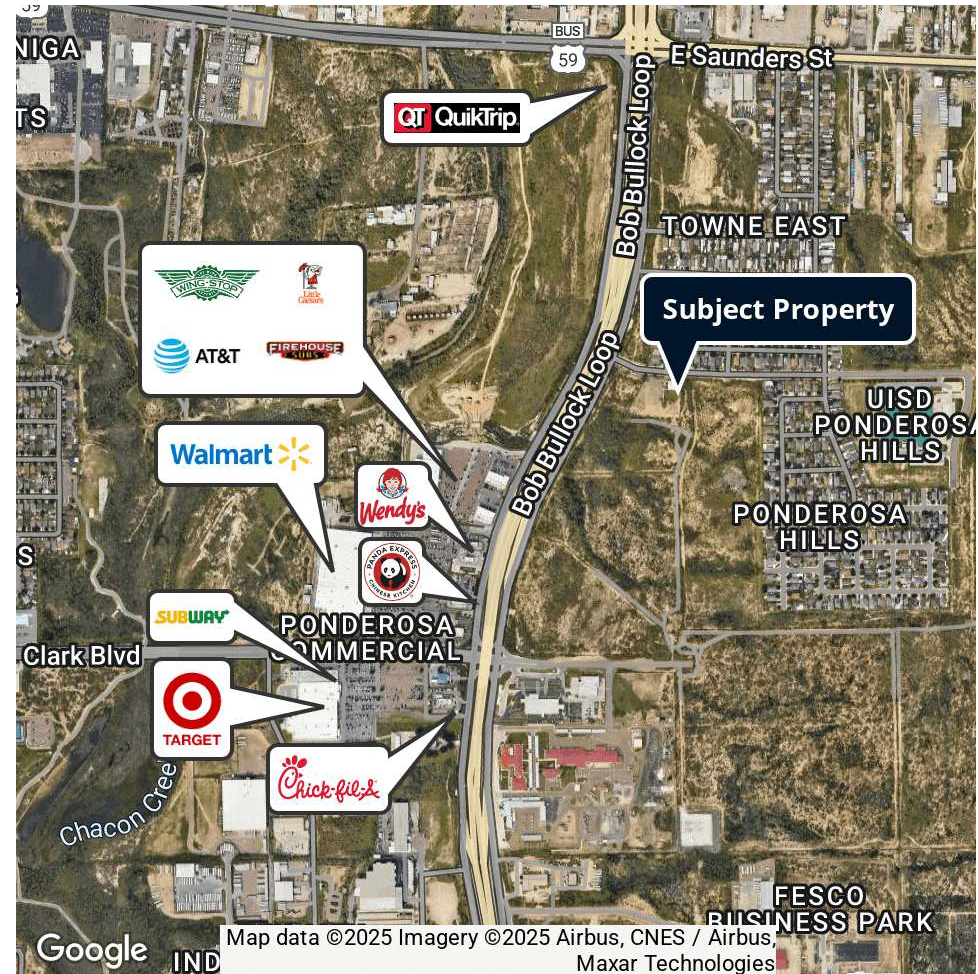 59
NIGA
BUS
59
E Saunders St
TS
QT QuikTrip
Bob Bullock Loop
TOWNE EAST
WING·STOP
Little
Caesars
AT&T
FIREHOUSE
SUBS
Subject Property
Bob Bullock Loop
UISD
PONDEROSA
HILLS
Walmart
Wendy's
PONDEROSA
HILLS
PANDA EXPRESS
CHINESE KITCHEN
S
SUBWAY
PONDEROSA
COMMERCIAL
Clark Blvd
TARGET
Chick-fil-A
Chacon Cree
FESCO
BUSINESS PARK
Google
IND
Map data ©2025 Imagery ©2025 Airbus, CNES / Airbus,
Maxar Technologies